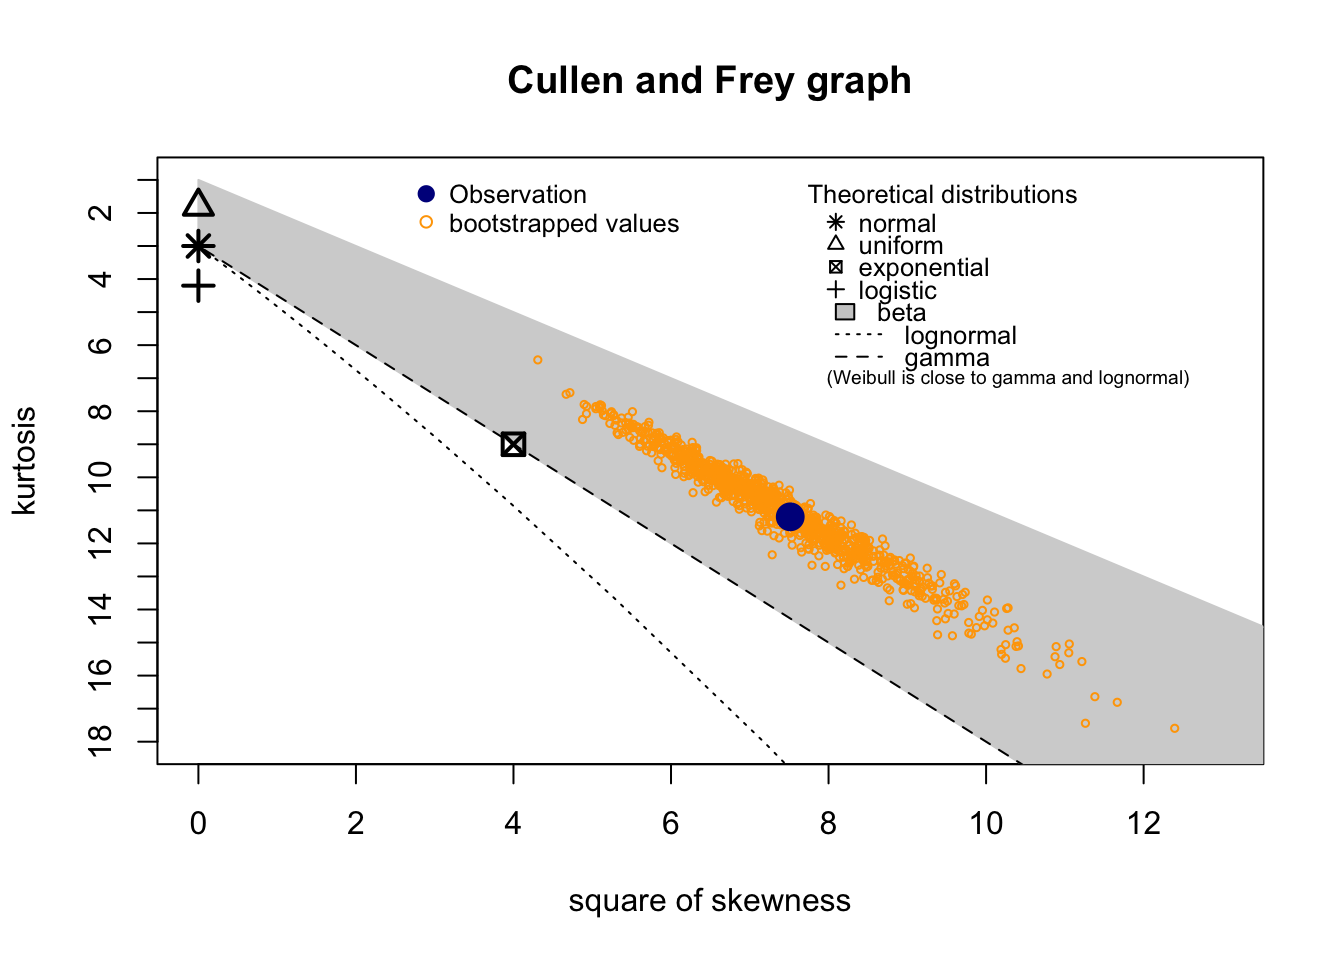 Cullen and Frey graph
Observation
bootstrapped values
Theoretical distributions
normal
uniform
exponential
logistic
beta
lognormal
gamma
(Weibull is close to gamma and lognormal)
kurtosis
2
4
6
8
10
12
14
16
18
0 2 4 6 8 10 12
square of skewness